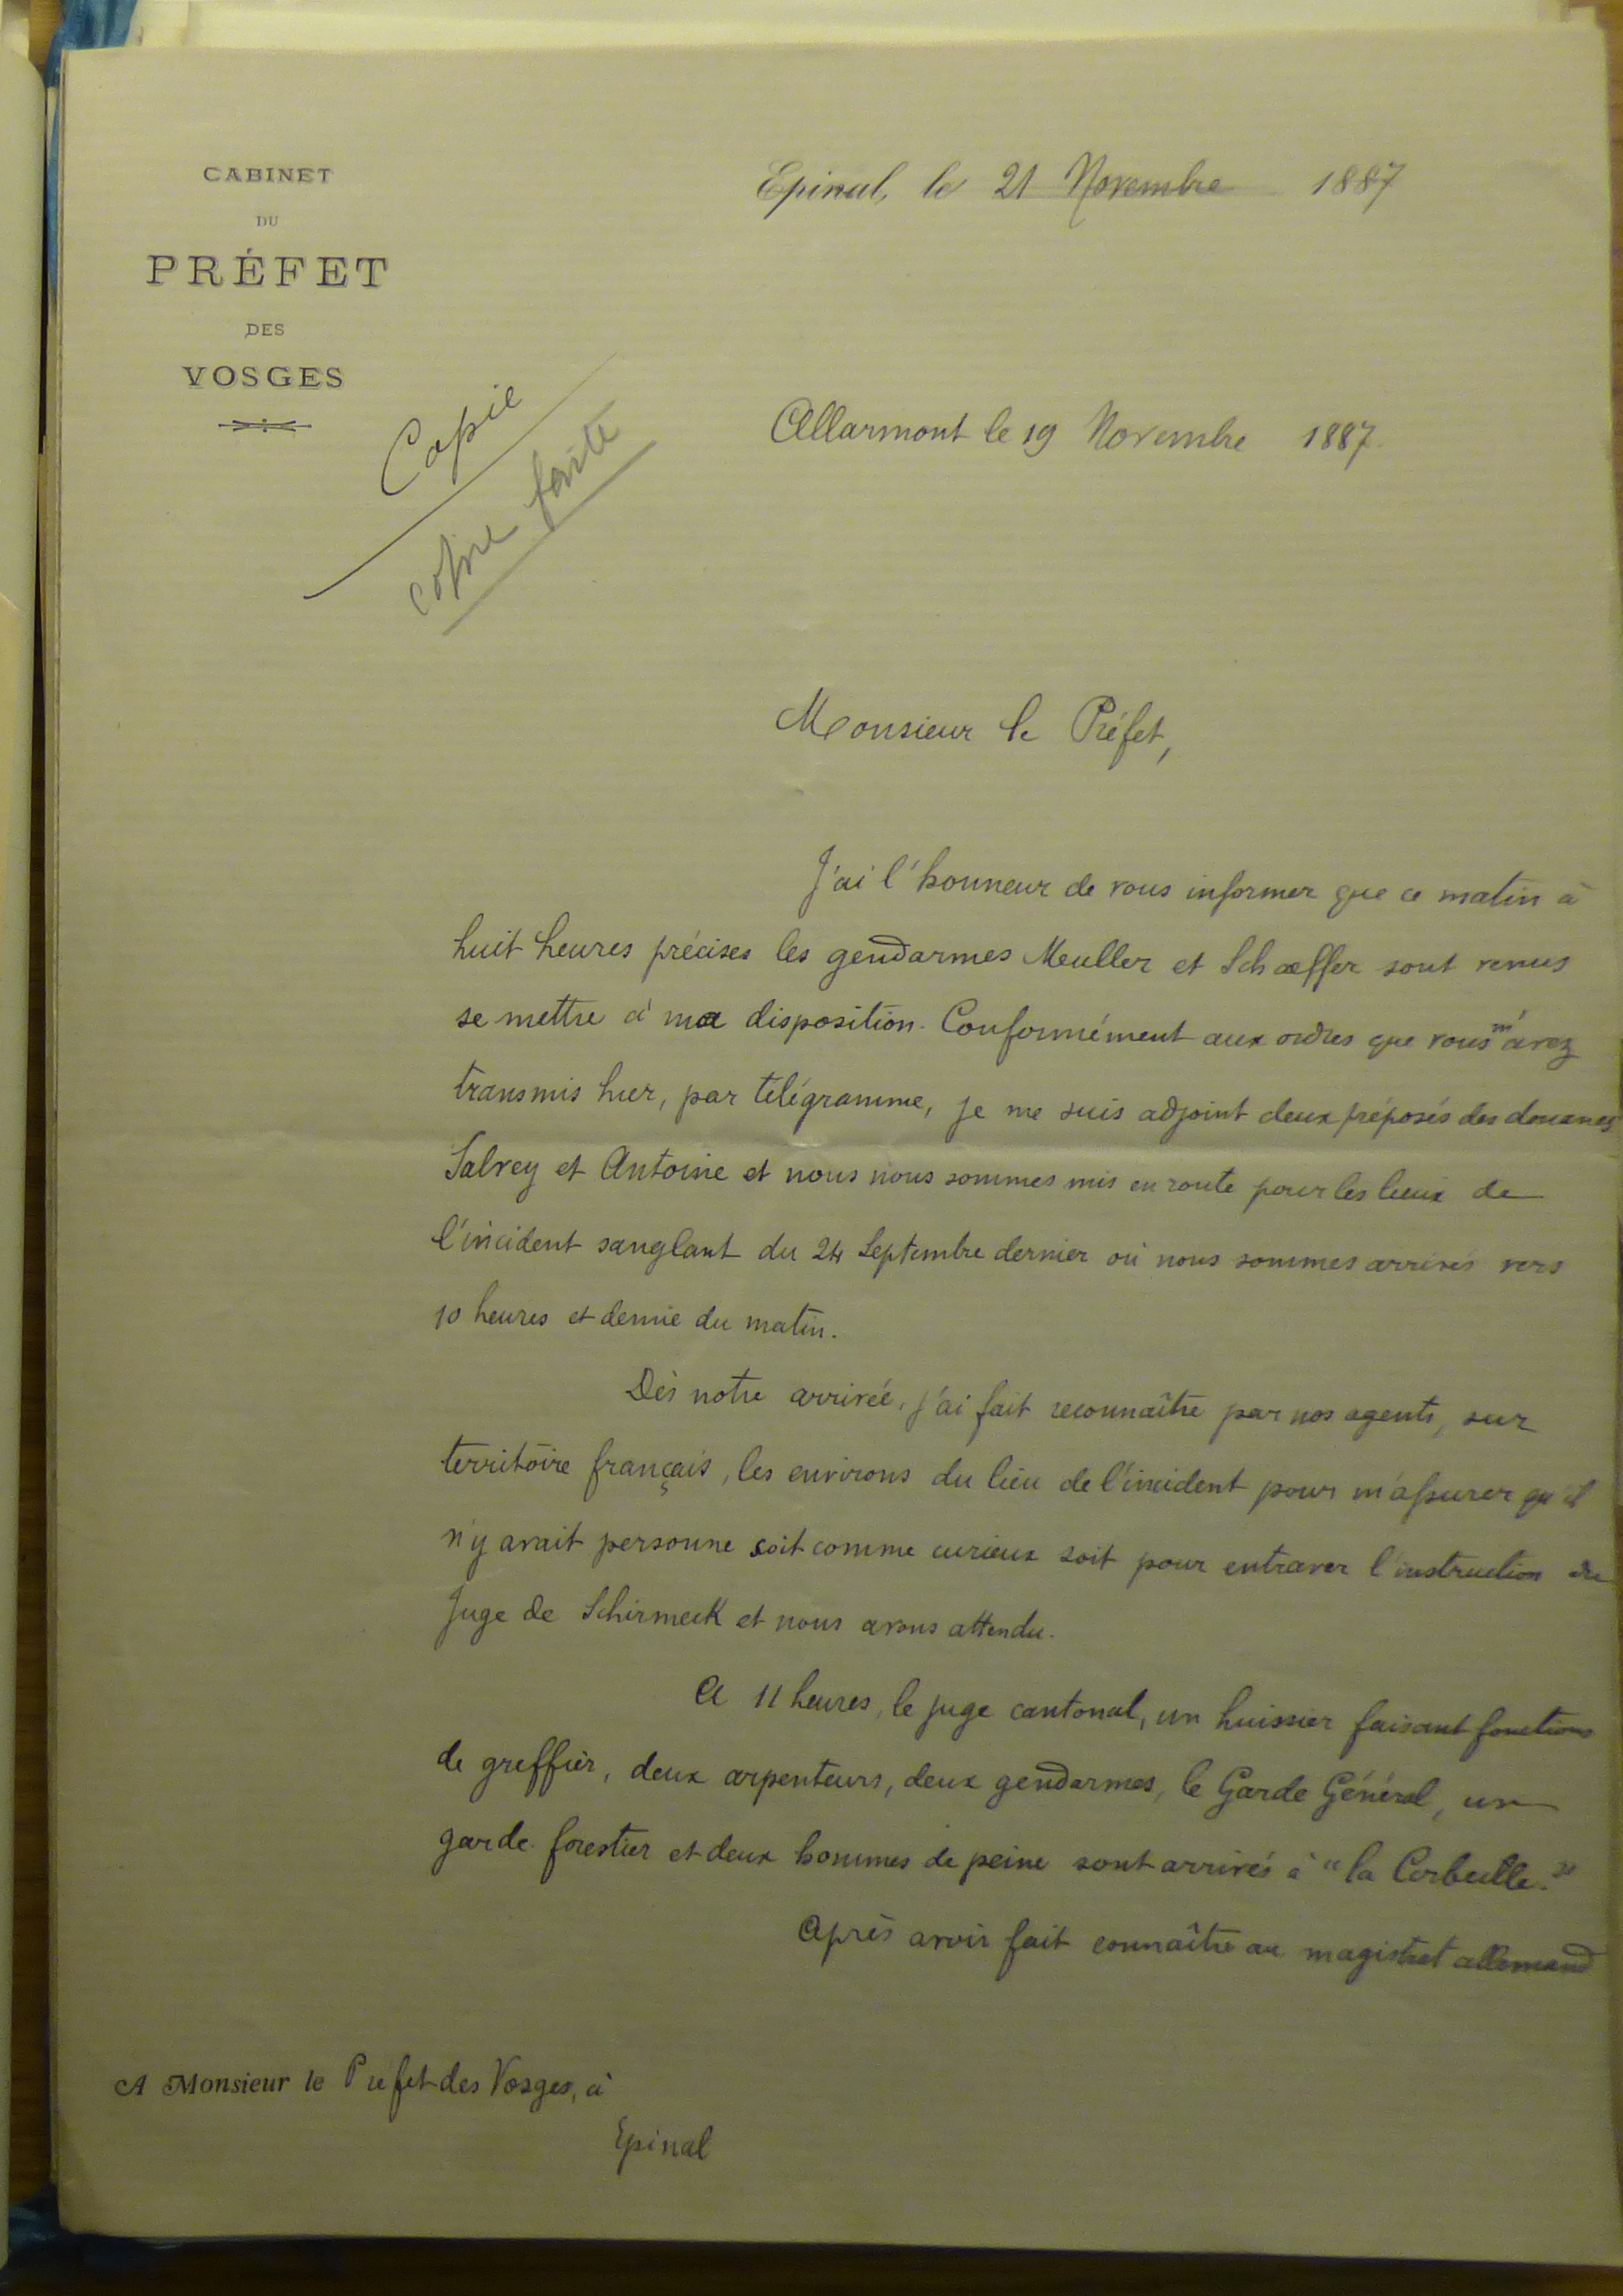 CABINET
DU
PRÉFET
DES
VOSGES
Epinal, le 21 Novembre 1887
Copie
copie faite
Allarmont le 19 Novembre 1887.
Monsieur le Préfet,
J'ai l'honneur de vous informer que ce matin à
huit heures précises les gendarmes Meuller et Schæffer sont venus
se mettre à ma disposition. Conformément aux ordres que vous m'avez
transmis hier, par télégramme, je me suis adjoint deux préposés des douanes
Salrey et Antoine et nous nous sommes mis en route pour les lieux de
l'incident sanglant du 24 Septembre dernier où nous sommes arrivés vers
10 heures et demie du matin.
Dès notre arrivée, j'ai fait reconnaître par nos agents, sur
territoire français, les environs du lieu de l'incident pour m'assurer qu'il
n'y avait personne soit comme curieux soit pour entraver l'instruction du
Juge de Schirmeck et nous avons attendu.
A 11 heures, le juge cantonal, un huissier faisant fonctions
de greffier, deux arpenteurs, deux gendarmes, le Garde Général, un
garde forestier et deux hommes de peine sont arrivés à "la Corbeille."
Après avoir fait connaître au magistrat allemand
A Monsieur le Préfet des Vosges, à
Epinal